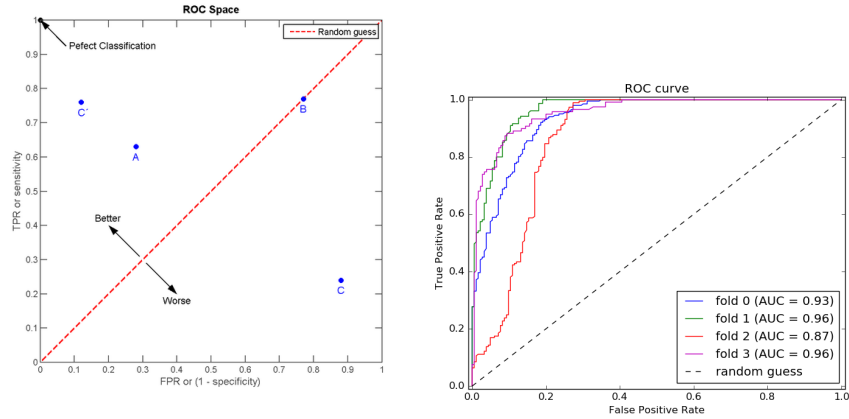 ROC Space
Random guess
Pefect Classification
C´
B
A
Better
Worse
C
1
0.9
0.8
0.7
0.6
0.5
0.4
0.3
0.2
0.1
0
TPR or sensitivity
0 0.1 0.2 0.3 0.4 0.5 0.6 0.7 0.8 0.9 1
FPR or (1 - specificity)
ROC curve
1.0
0.8
0.6
0.4
0.2
0.0
True Positive Rate
fold 0 (AUC = 0.93)
fold 1 (AUC = 0.96)
fold 2 (AUC = 0.87)
fold 3 (AUC = 0.96)
random guess
0.0 0.2 0.4 0.6 0.8 1.0
False Positive Rate